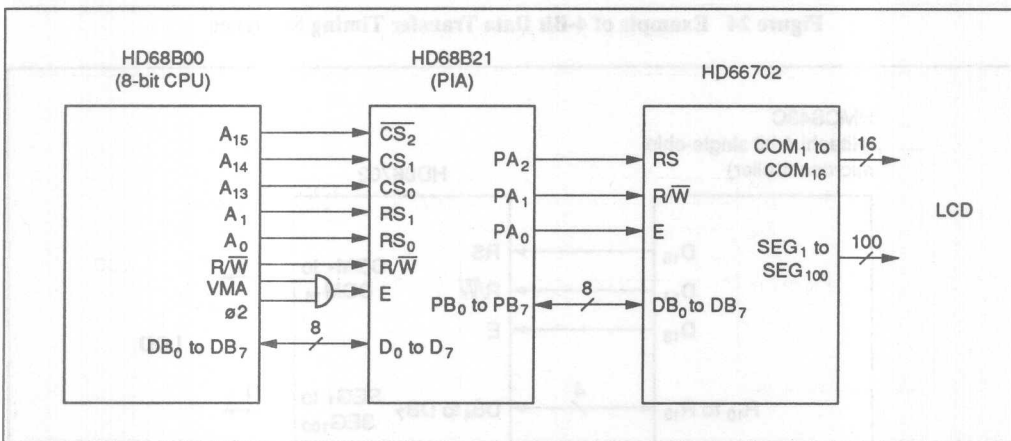 HD68B00
(8-bit CPU)
HD68B21
(PIA)
HD66702
A15
A14
A13
A1
A0
R/W̅
VMA
ø2
DB0 to DB7
8
C̅S̅2̅
CS1
CS0
RS1
RS0
R/W̅
E
D0 to D7
PA2
PA1
PA0
PB0 to PB7
8
RS
R/W̅
E
DB0 to DB7
COM1 to
COM16
16
SEG1 to
SEG100
100
LCD
Figure 24 Example of 4-Bit Data Transfer Timing